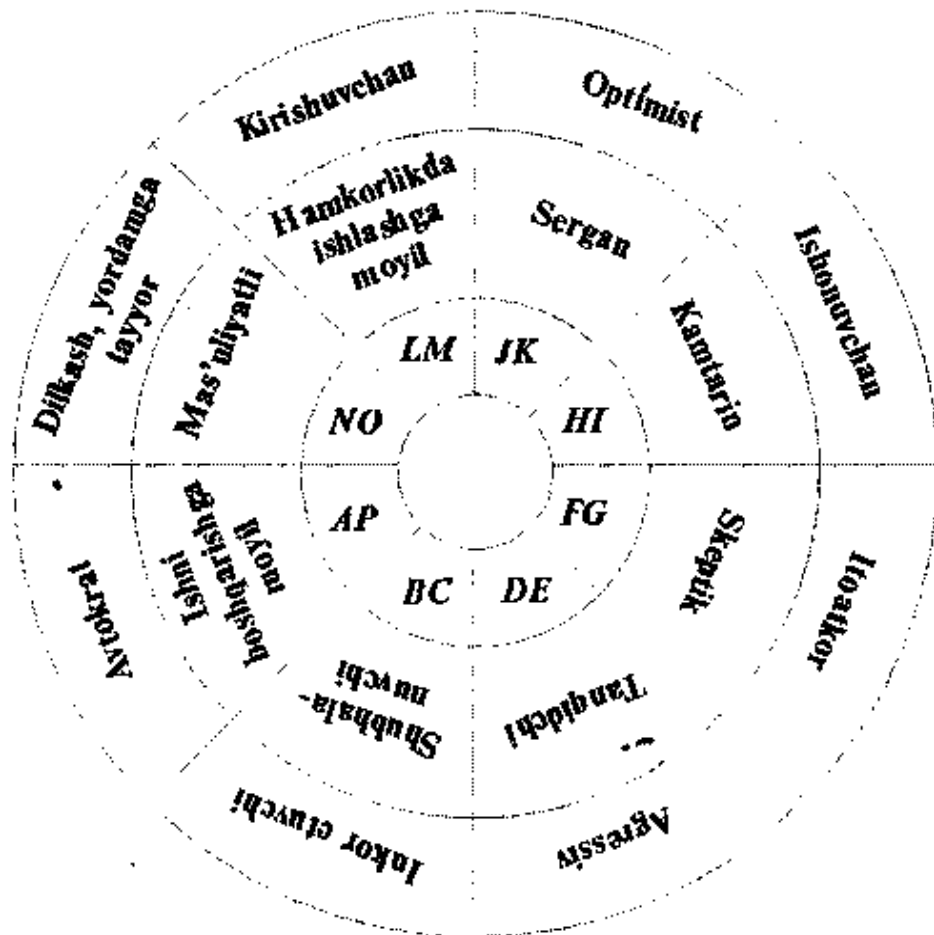 Kirishuvchan
Optimist
Ishonuvchan
Itoatkor
Agressiv
Inkor etuvchi
Avtokrat
Dilkash, yordamga
tayyor
Hamkorlikda
ishlashga
moyil
Sergan
Kamtarin
Skeptik
Tanqidchi
Shubhala-
nuvchi
Ishni
boshqarishga
moyil
Mas'uliyatli
LM
JK
HI
FG
DE
BC
AP
NO